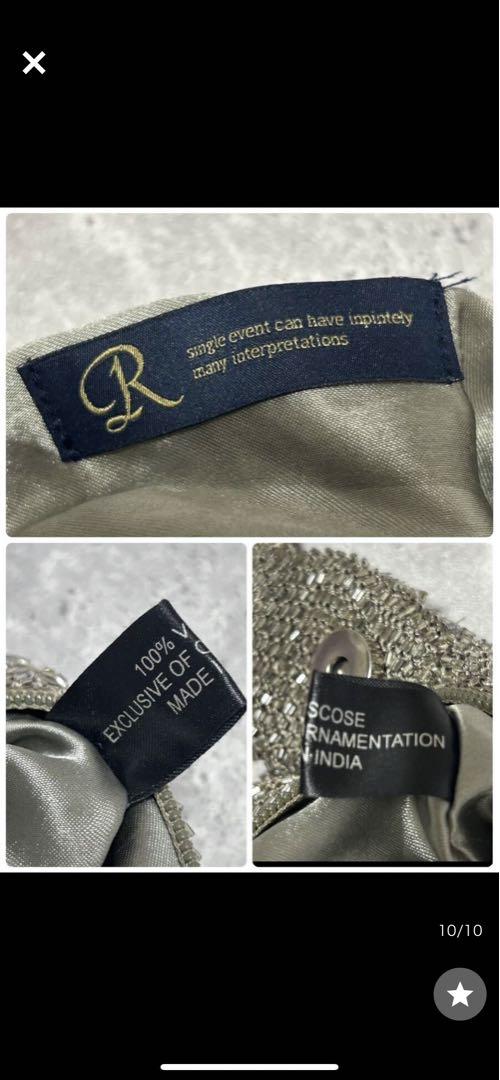 R
single event can have inpintely
many interpretations
100% V
EXCLUSIVE OF O
MADE
SCOSE
RNAMENTATION
INDIA
10/10